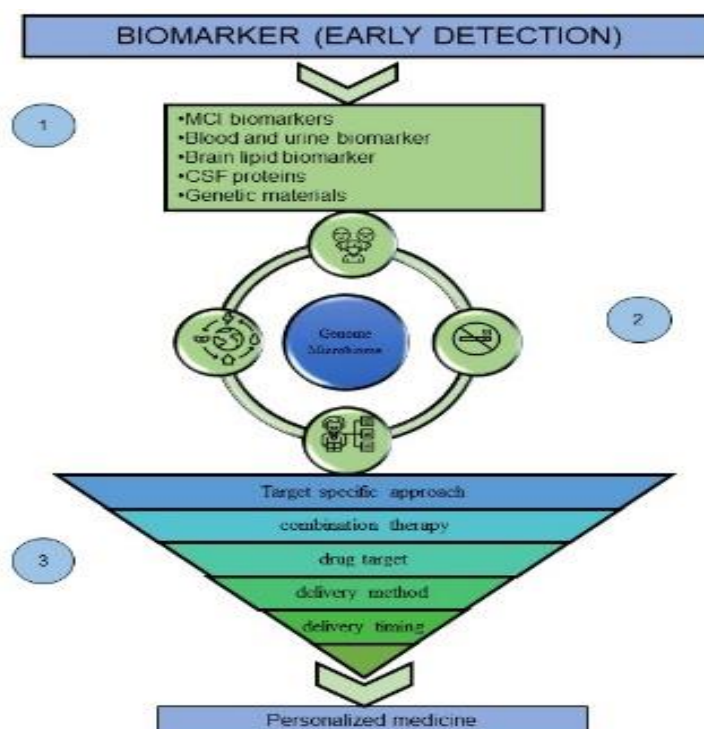 BIOMARKER (EARLY DETECTION)
1
•MCI biomarkers
•Blood and urine biomarker
•Brain lipid biomarker
•CSF proteins
•Genetic materials
2
Genome
Microbiome
Target specific approach
combination therapy
3
drug target
delivery method
delivery timing
Personalized medicine